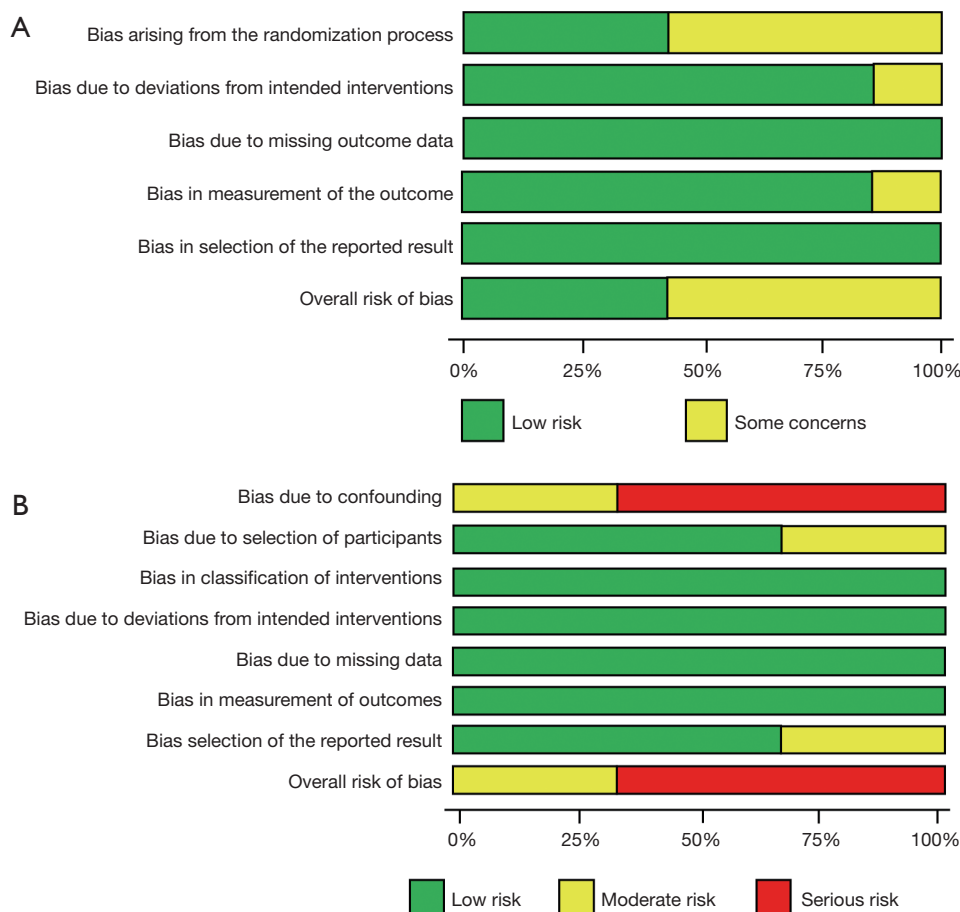 A
Bias arising from the randomization process
Bias due to deviations from intended interventions
Bias due to missing outcome data
Bias in measurement of the outcome
Bias in selection of the reported result
Overall risk of bias
0% 25% 50% 75% 100%
Low risk Some concerns
B
Bias due to confounding
Bias due to selection of participants
Bias in classification of interventions
Bias due to deviations from intended interventions
Bias due to missing data
Bias in measurement of outcomes
Bias selection of the reported result
Overall risk of bias
0% 25% 50% 75% 100%
Low risk Moderate risk Serious risk